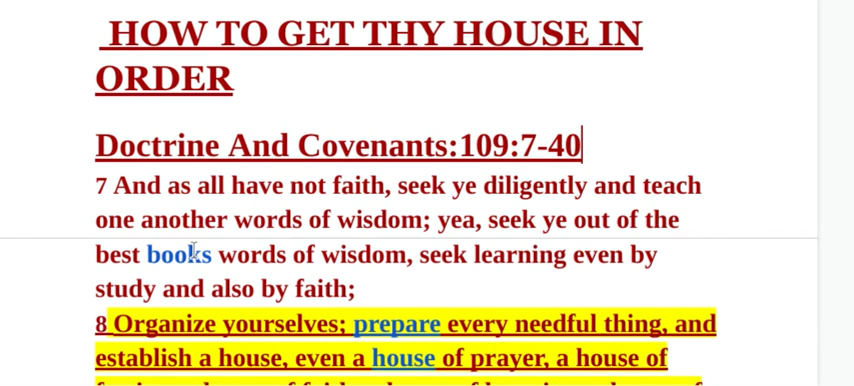 HOW TO GET THY HOUSE IN
ORDER
Doctrine And Covenants:109:7-40
7 And as all have not faith, seek ye diligently and teach
one another words of wisdom; yea, seek ye out of the
best books words of wisdom, seek learning even by
study and also by faith;
8 Organize yourselves; prepare every needful thing, and
establish a house, even a house of prayer, a house of